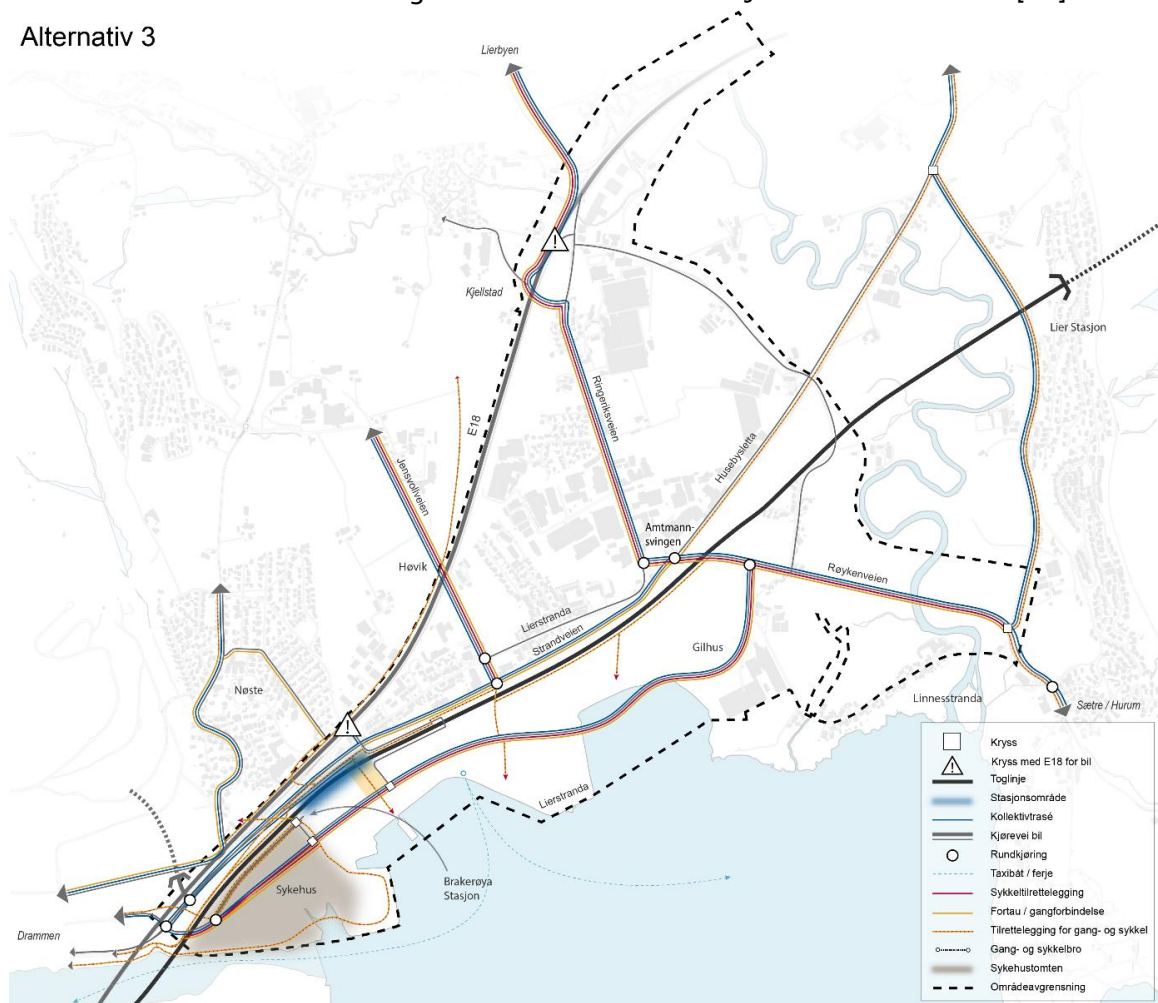 Alternativ 3
Lierbyen
Kjellstad
Lier Stasjon
E18
Ringeriksveien
Husebysletta
Jensvollveien
Amtmann-
svingen
Høvik
Røykenveien
Lierstranda
Strandveien
Gilhus
Nøste
Linnesstranda
Sætre / Hurum
Lierstranda
Brakerøya
Stasjon
Sykehus
Drammen
Kryss
Kryss med E18 for bil
Toglinje
Stasjonsområde
Kollektivtrasé
Kjørevei bil
Rundkjøring
Taxibåt / ferje
Sykkeltilrettelegging
Fortau / gangforbindelse
Tilrettelegging for gang- og sykkel
Gang- og sykkelbro
Sykehustomten
Områdeavgrensning